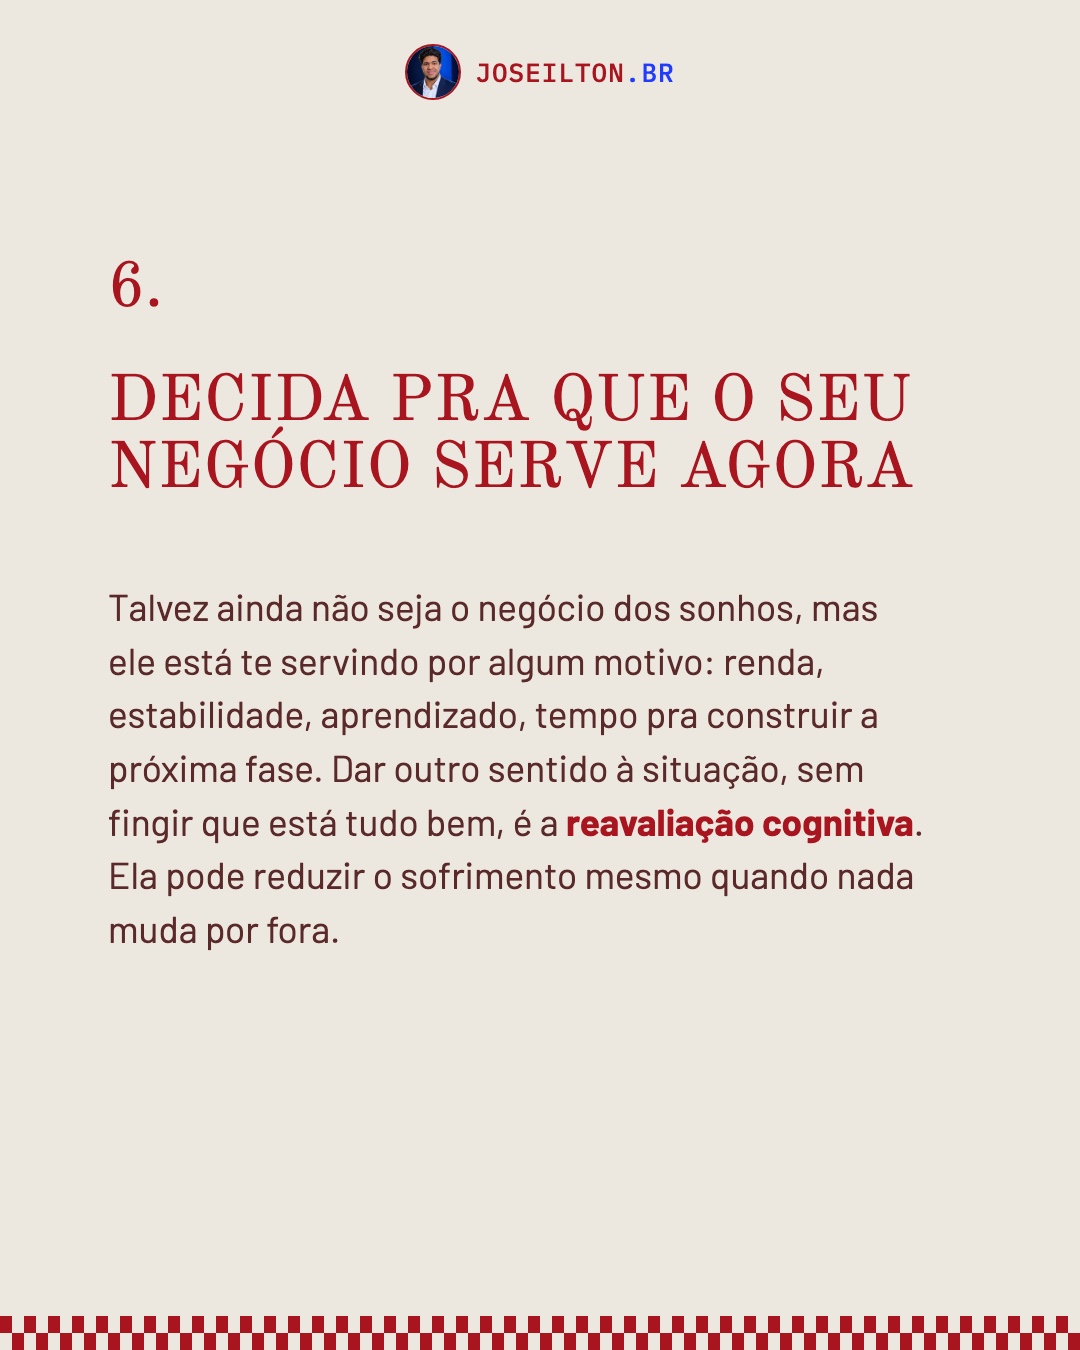 JOSEILTON.BR
6.
DECIDA PRA QUE O SEU
NEGÓCIO SERVE AGORA
Talvez ainda não seja o negócio dos sonhos, mas
ele está te servindo por algum motivo: renda,
estabilidade, aprendizado, tempo pra construir a
próxima fase. Dar outro sentido à situação, sem
fingir que está tudo bem, é a reavaliação cognitiva.
Ela pode reduzir o sofrimento mesmo quando nada
muda por fora.